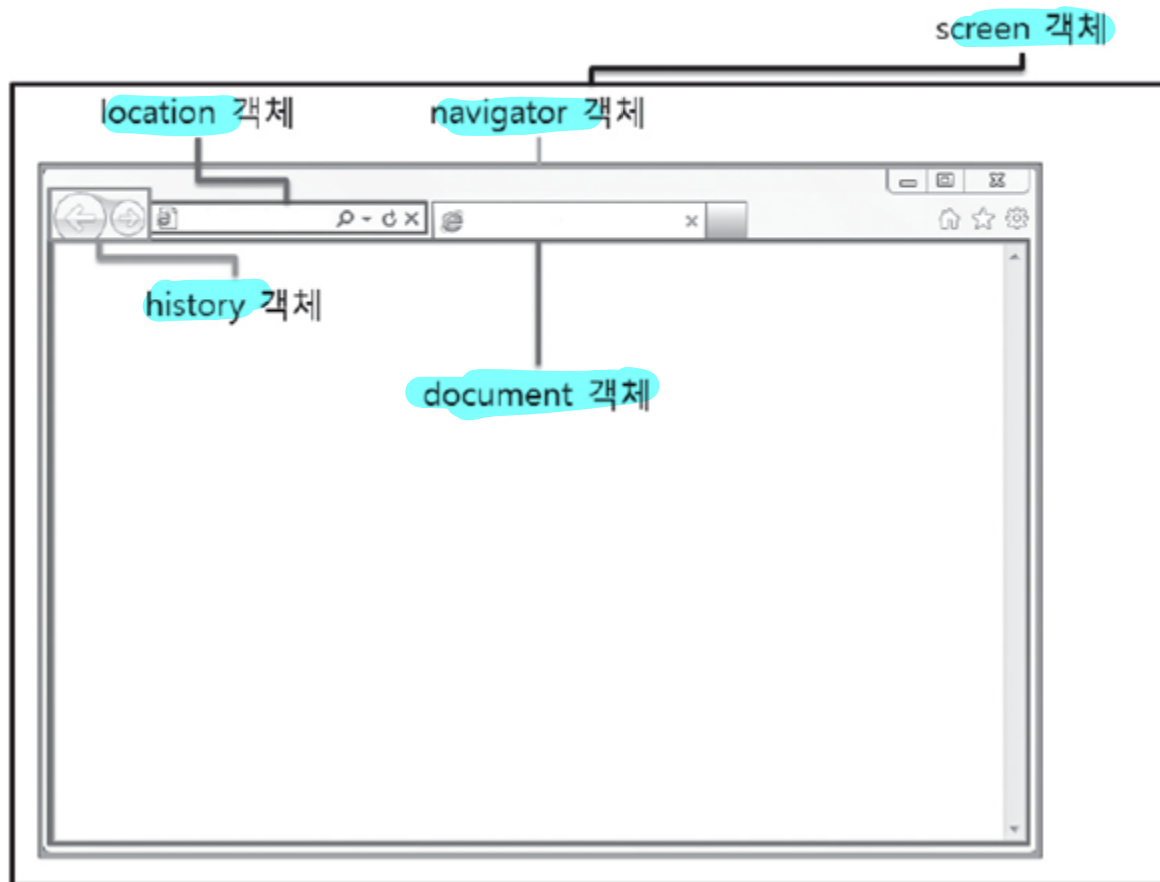 screen 객체
location 객체
navigator 객체
history 객체
document 객체